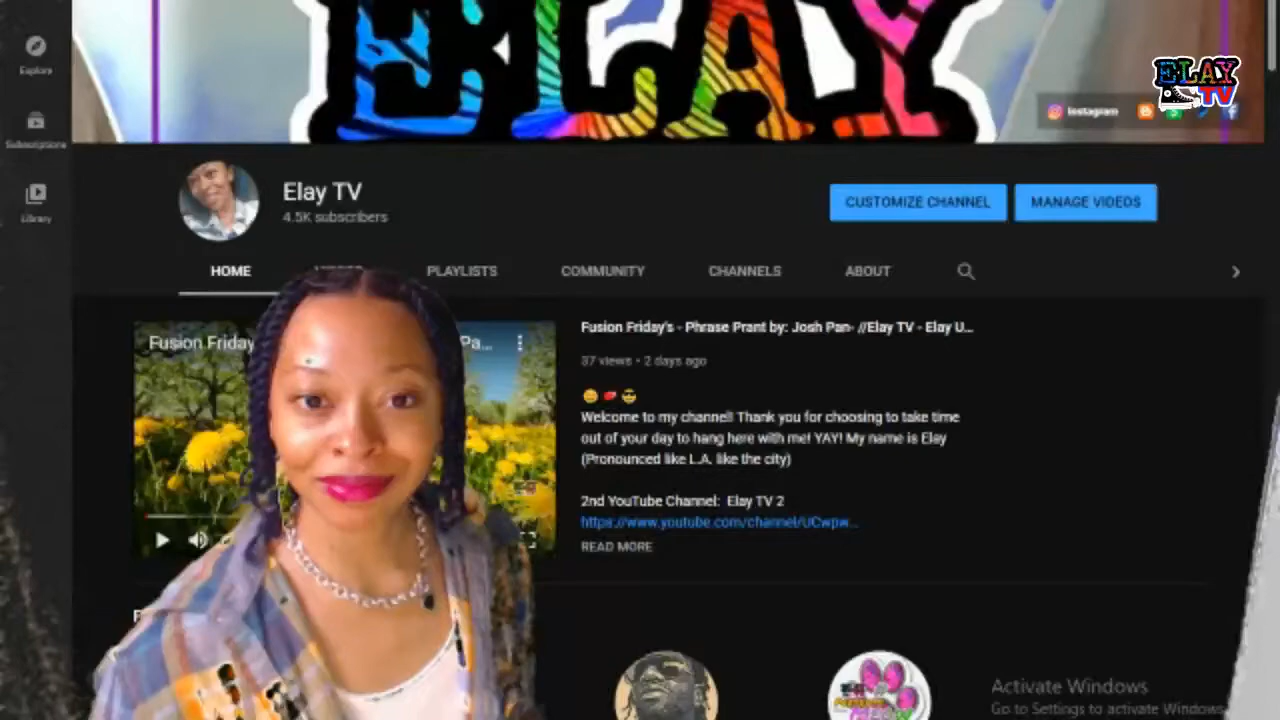 ELAY
ELAY
TV
Instagram
Explore
Subscriptions
Library
Elay TV
4.5K subscribers
CUSTOMIZE CHANNEL
MANAGE VIDEOS
HOME
PLAYLISTS
COMMUNITY
CHANNELS
ABOUT
Fusion Friday
Pa...
Fusion Friday's - Phrase Prant by: Josh Pan- //Elay TV - Elay U...
37 views • 2 days ago
Welcome to my channel! Thank you for choosing to take time
out of your day to hang here with me! YAY! My name is Elay
(Pronounced like L.A. like the city)
2nd YouTube Channel: Elay TV 2
https://www.youtube.com/channel/UCwpw...
READ MORE
Activate Windows
Go to Settings to activate Windows